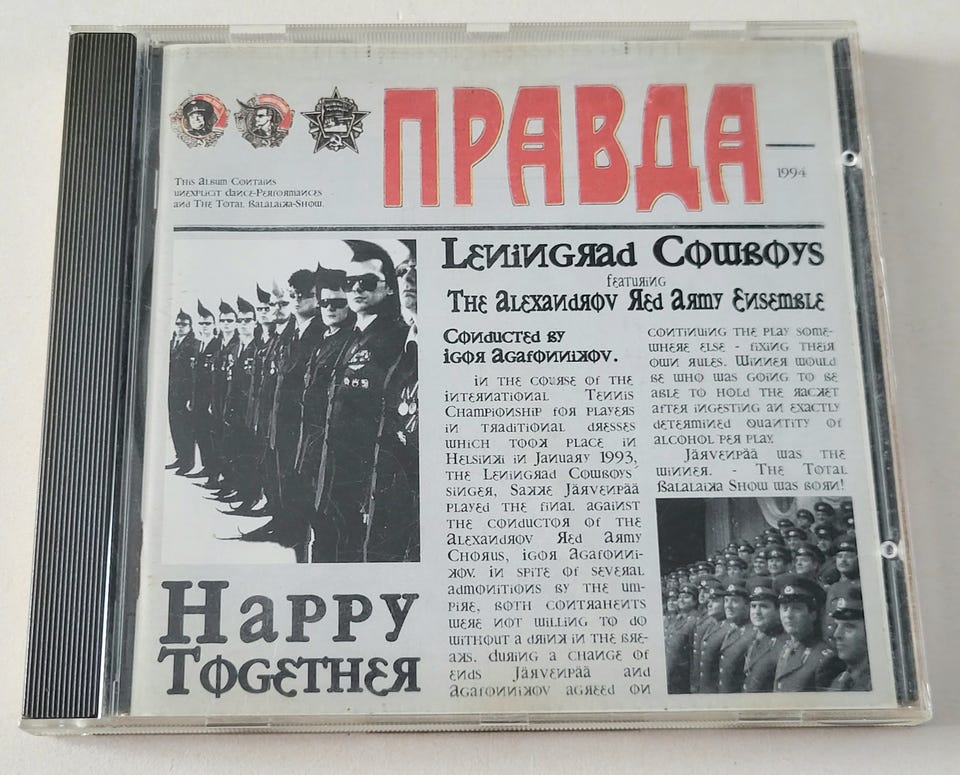 ПРАВДА
1994
This Album Contains
unexplicit dance-Performances
and The Total Balalaika-Show.
Leningrad Cowboys
featuring
The Alexandrov Red Army Ensemble
Conducted by
Igor Agafonnikov.
in the course of the
international Tennis
Championship for players
in traditional dresses
which took place in
Helsinki in January 1993,
the Leningrad Cowboys'
singer, Sakke Järvenpää
played the final against
the conductor of the
Alexandrov Red Army
Chorus, Igor Agafonni-
kov. in spite of several
admonitions by the um-
pire, both contrahents
were not willing to do
without a drink in the bre-
aks. during a change of
ends Järvenpää and
Agafonnikov agreed on
continuing the play some-
where else - fixing their
own rules. Winner would
be who was going to be
able to hold the racket
after ingesting an exactly
determined quantity of
alcohol per play.
Järvenpää was the
winner. - The Total
Balalaika Show was born!
Happy
Together